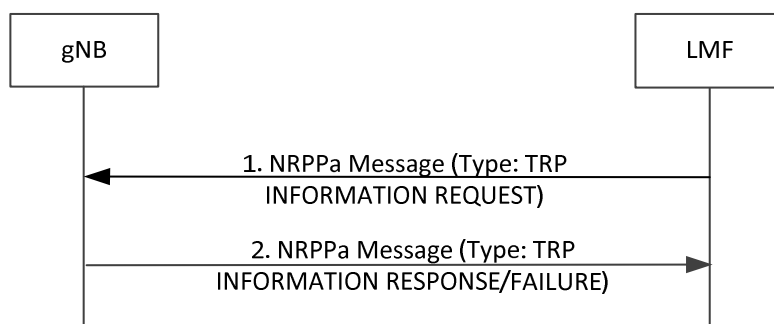 gNB
LMF
1. NRPPa Message (Type: TRP
INFORMATION REQUEST)
2. NRPPa Message (Type: TRP
INFORMATION RESPONSE/FAILURE)